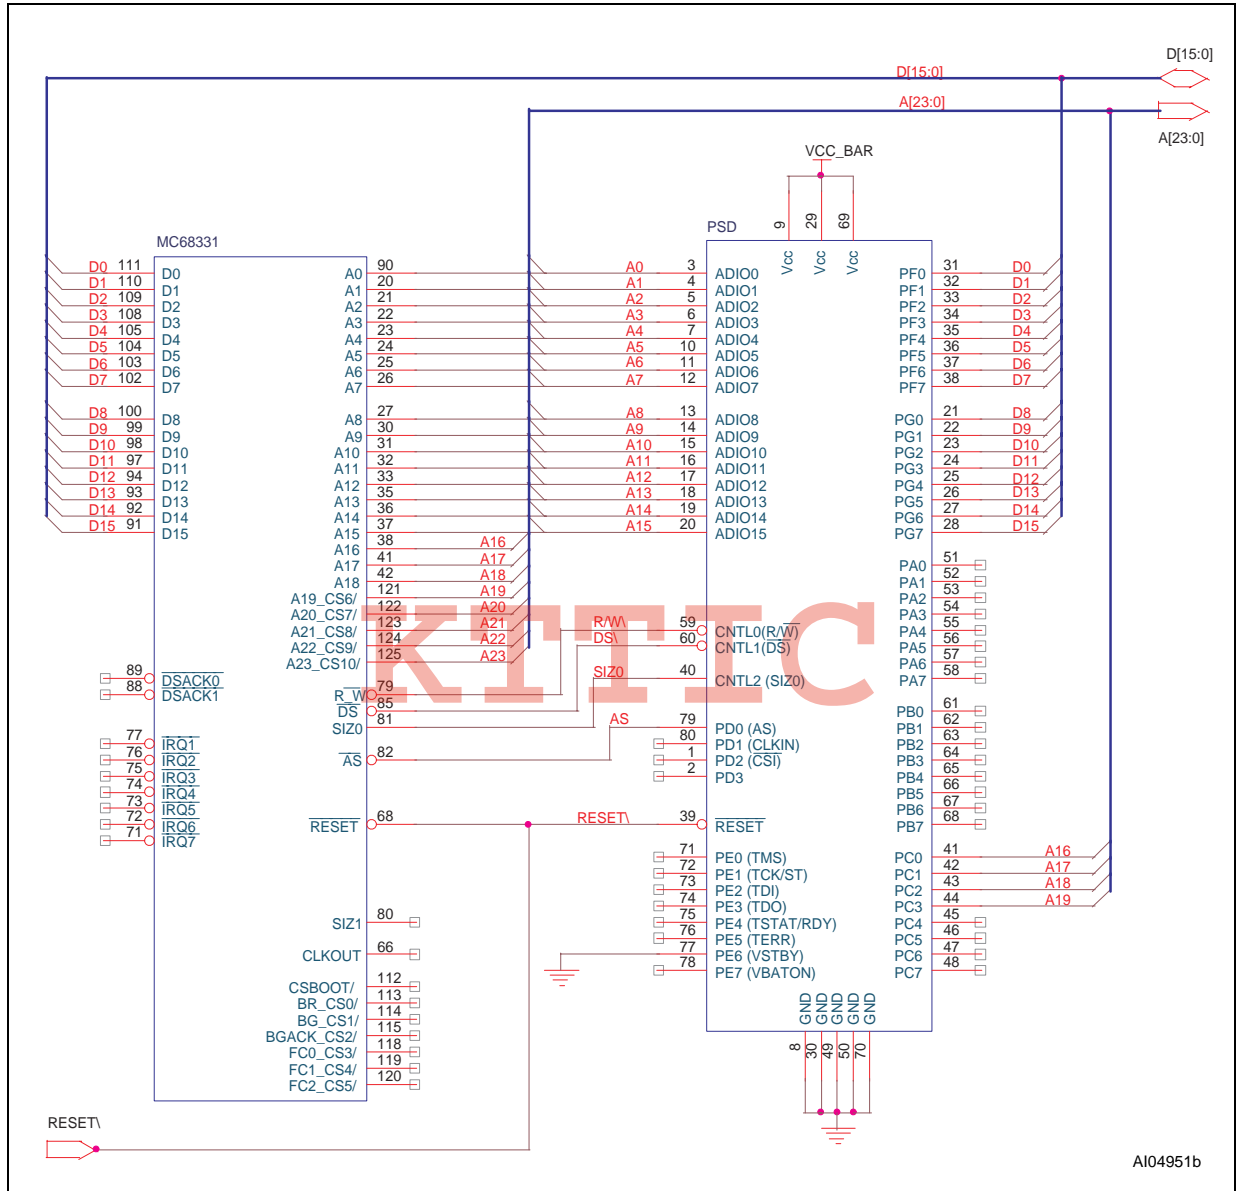 D[15:0]
D[15:0]
A[23:0]
A[23:0]
VCC_BAR
9 29 69
PSD
MC68331
Vcc Vcc Vcc
D0 111 D0 A0 90 A0 3 ADIO0 PF0 31 D0
D1 110 D1 A1 20 A1 4 ADIO1 PF1 32 D1
D2 109 D2 A2 21 A2 5 ADIO2 PF2 33 D2
D3 108 D3 A3 22 A3 6 ADIO3 PF3 34 D3
D4 105 D4 A4 23 A4 7 ADIO4 PF4 35 D4
D5 104 D5 A5 24 A5 10 ADIO5 PF5 36 D5
D6 103 D6 A6 25 A6 11 ADIO6 PF6 37 D6
D7 102 D7 A7 26 A7 12 ADIO7 PF7 38 D7
D8 100 D8 A8 27 A8 13 ADIO8 PG0 21 D8
D9 99 D9 A9 30 A9 14 ADIO9 PG1 22 D9
D10 98 D10 A10 31 A10 15 ADIO10 PG2 23 D10
D11 97 D11 A11 32 A11 16 ADIO11 PG3 24 D11
D12 94 D12 A12 33 A12 17 ADIO12 PG4 25 D12
D13 93 D13 A13 35 A13 18 ADIO13 PG5 26 D13
D14 92 D14 A14 36 A14 19 ADIO14 PG6 27 D14
D15 91 D15 A15 37 A15 20 ADIO15 PG7 28 D15
A16 38 A16
A17 41 A17 PA0 51
A18 42 A18 PA1 52
A19_CS6/ 121 A19 PA2 53
A20_CS7/ 122 A20 PA3 54
A21_CS8/ 123 A21 R/W\ 59 CNTL0(R/W) PA4 55
A22_CS9/ 124 A22 DS\ 60 CNTL1(DS) PA5 56
A23_CS10/ 125 A23 PA6 57
89 DSACK0 SIZ0 40 CNTL2 (SIZ0) PA7 58
88 DSACK1 R_W 79
DS 85 PB0 61
SIZ0 81 AS 79 PD0 (AS) PB1 62
77 IRQ1 80 PD1 (CLKIN) PB2 63
76 IRQ2 AS 82 1 PD2 (CSI) PB3 64
75 IRQ3 2 PD3 PB4 65
74 IRQ4 PB5 66
73 IRQ5 PB6 67
72 IRQ6 RESET 68 RESET\ 39 RESET PB7 68
71 IRQ7
71 PE0 (TMS) PC0 41 A16
72 PE1 (TCK/ST) PC1 42 A17
73 PE2 (TDI) PC2 43 A18
74 PE3 (TDO) PC3 44 A19
SIZ1 80 75 PE4 (TSTAT/RDY) PC4 45
76 PE5 (TERR) PC5 46
CLKOUT 66 77 PE6 (VSTBY) PC6 47
78 PE7 (VBATON) PC7 48
CSBOOT/ 112
BR_CS0/ 113
BG_CS1/ 114
BGACK_CS2/ 115
FC0_CS3/ 118
FC1_CS4/ 119
FC2_CS5/ 120
GND GND GND GND GND
8 30 49 50 70
RESET\
AI04951b
KTTIC